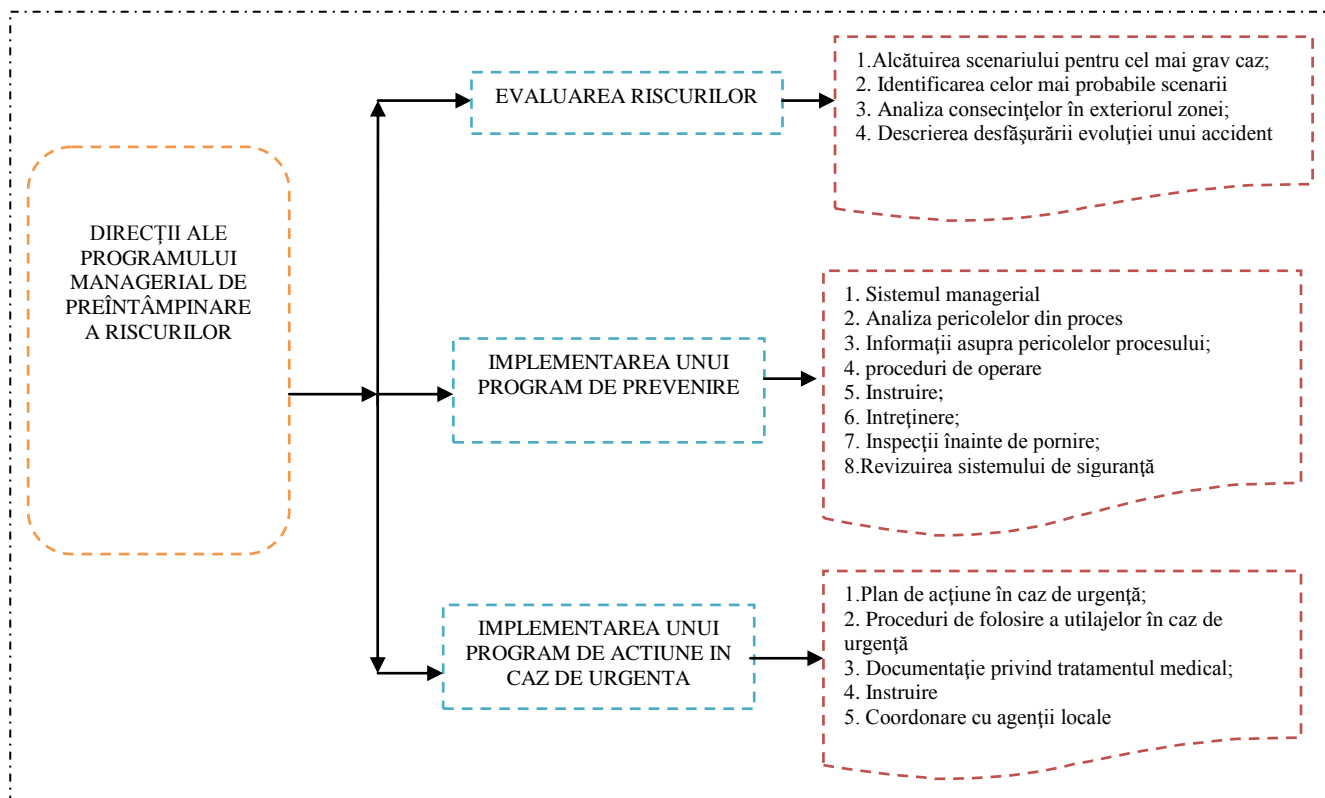 DIRECŢII ALE
PROGRAMULUI
MANAGERIAL DE
PREÎNTÂMPINARE
A RISCURILOR
EVALUAREA RISCURILOR
1.Alcătuirea scenariului pentru cel mai grav caz;
2. Identificarea celor mai probabile scenarii
3. Analiza consecinţelor în exteriorul zonei;
4. Descrierea desfăşurării evoluţiei unui accident
IMPLEMENTAREA UNUI
PROGRAM DE PREVENIRE
1. Sistemul managerial
2. Analiza pericolelor din proces
3. Informaţii asupra pericolelor procesului;
4. proceduri de operare
5. Instruire;
6. Intreţinere;
7. Inspecţii înainte de pornire;
8.Revizuirea sistemului de siguranţă
IMPLEMENTAREA UNUI
PROGRAM DE ACTIUNE IN
CAZ DE URGENTA
1.Plan de acţiune în caz de urgenţă;
2. Proceduri de folosire a utilajelor în caz de
urgenţă
3. Documentaţie privind tratamentul medical;
4. Instruire
5. Coordonare cu agenţii locale